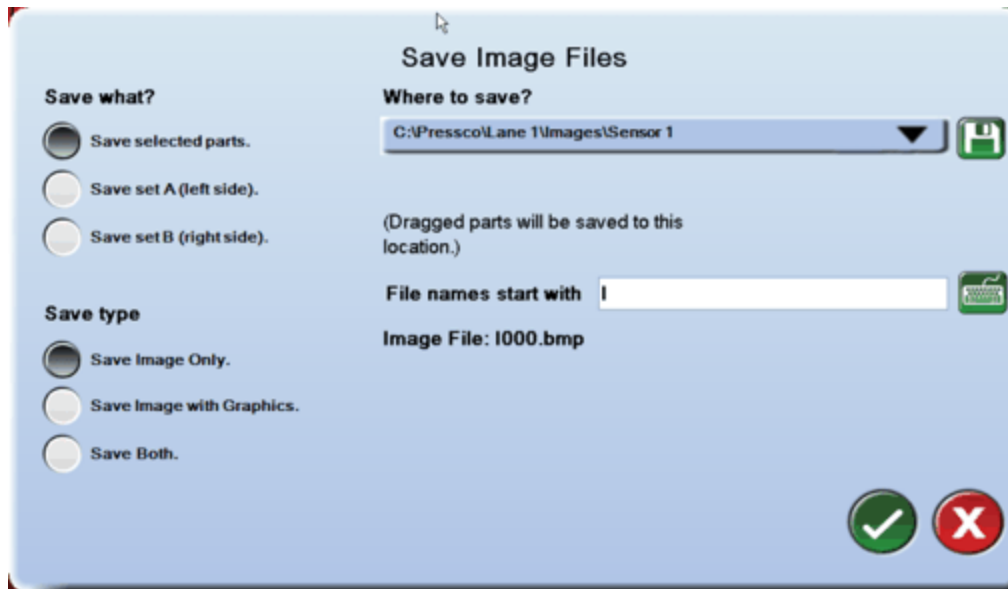 Save Image Files
Save what?
Save selected parts.
Save set A (left side).
Save set B (right side).
Save type
Save Image Only.
Save Image with Graphics.
Save Both.
Where to save?
C:\Pressco\Lane 1\Images\Sensor 1
(Dragged parts will be saved to this
location.)
File names start with I
Image File: I000.bmp